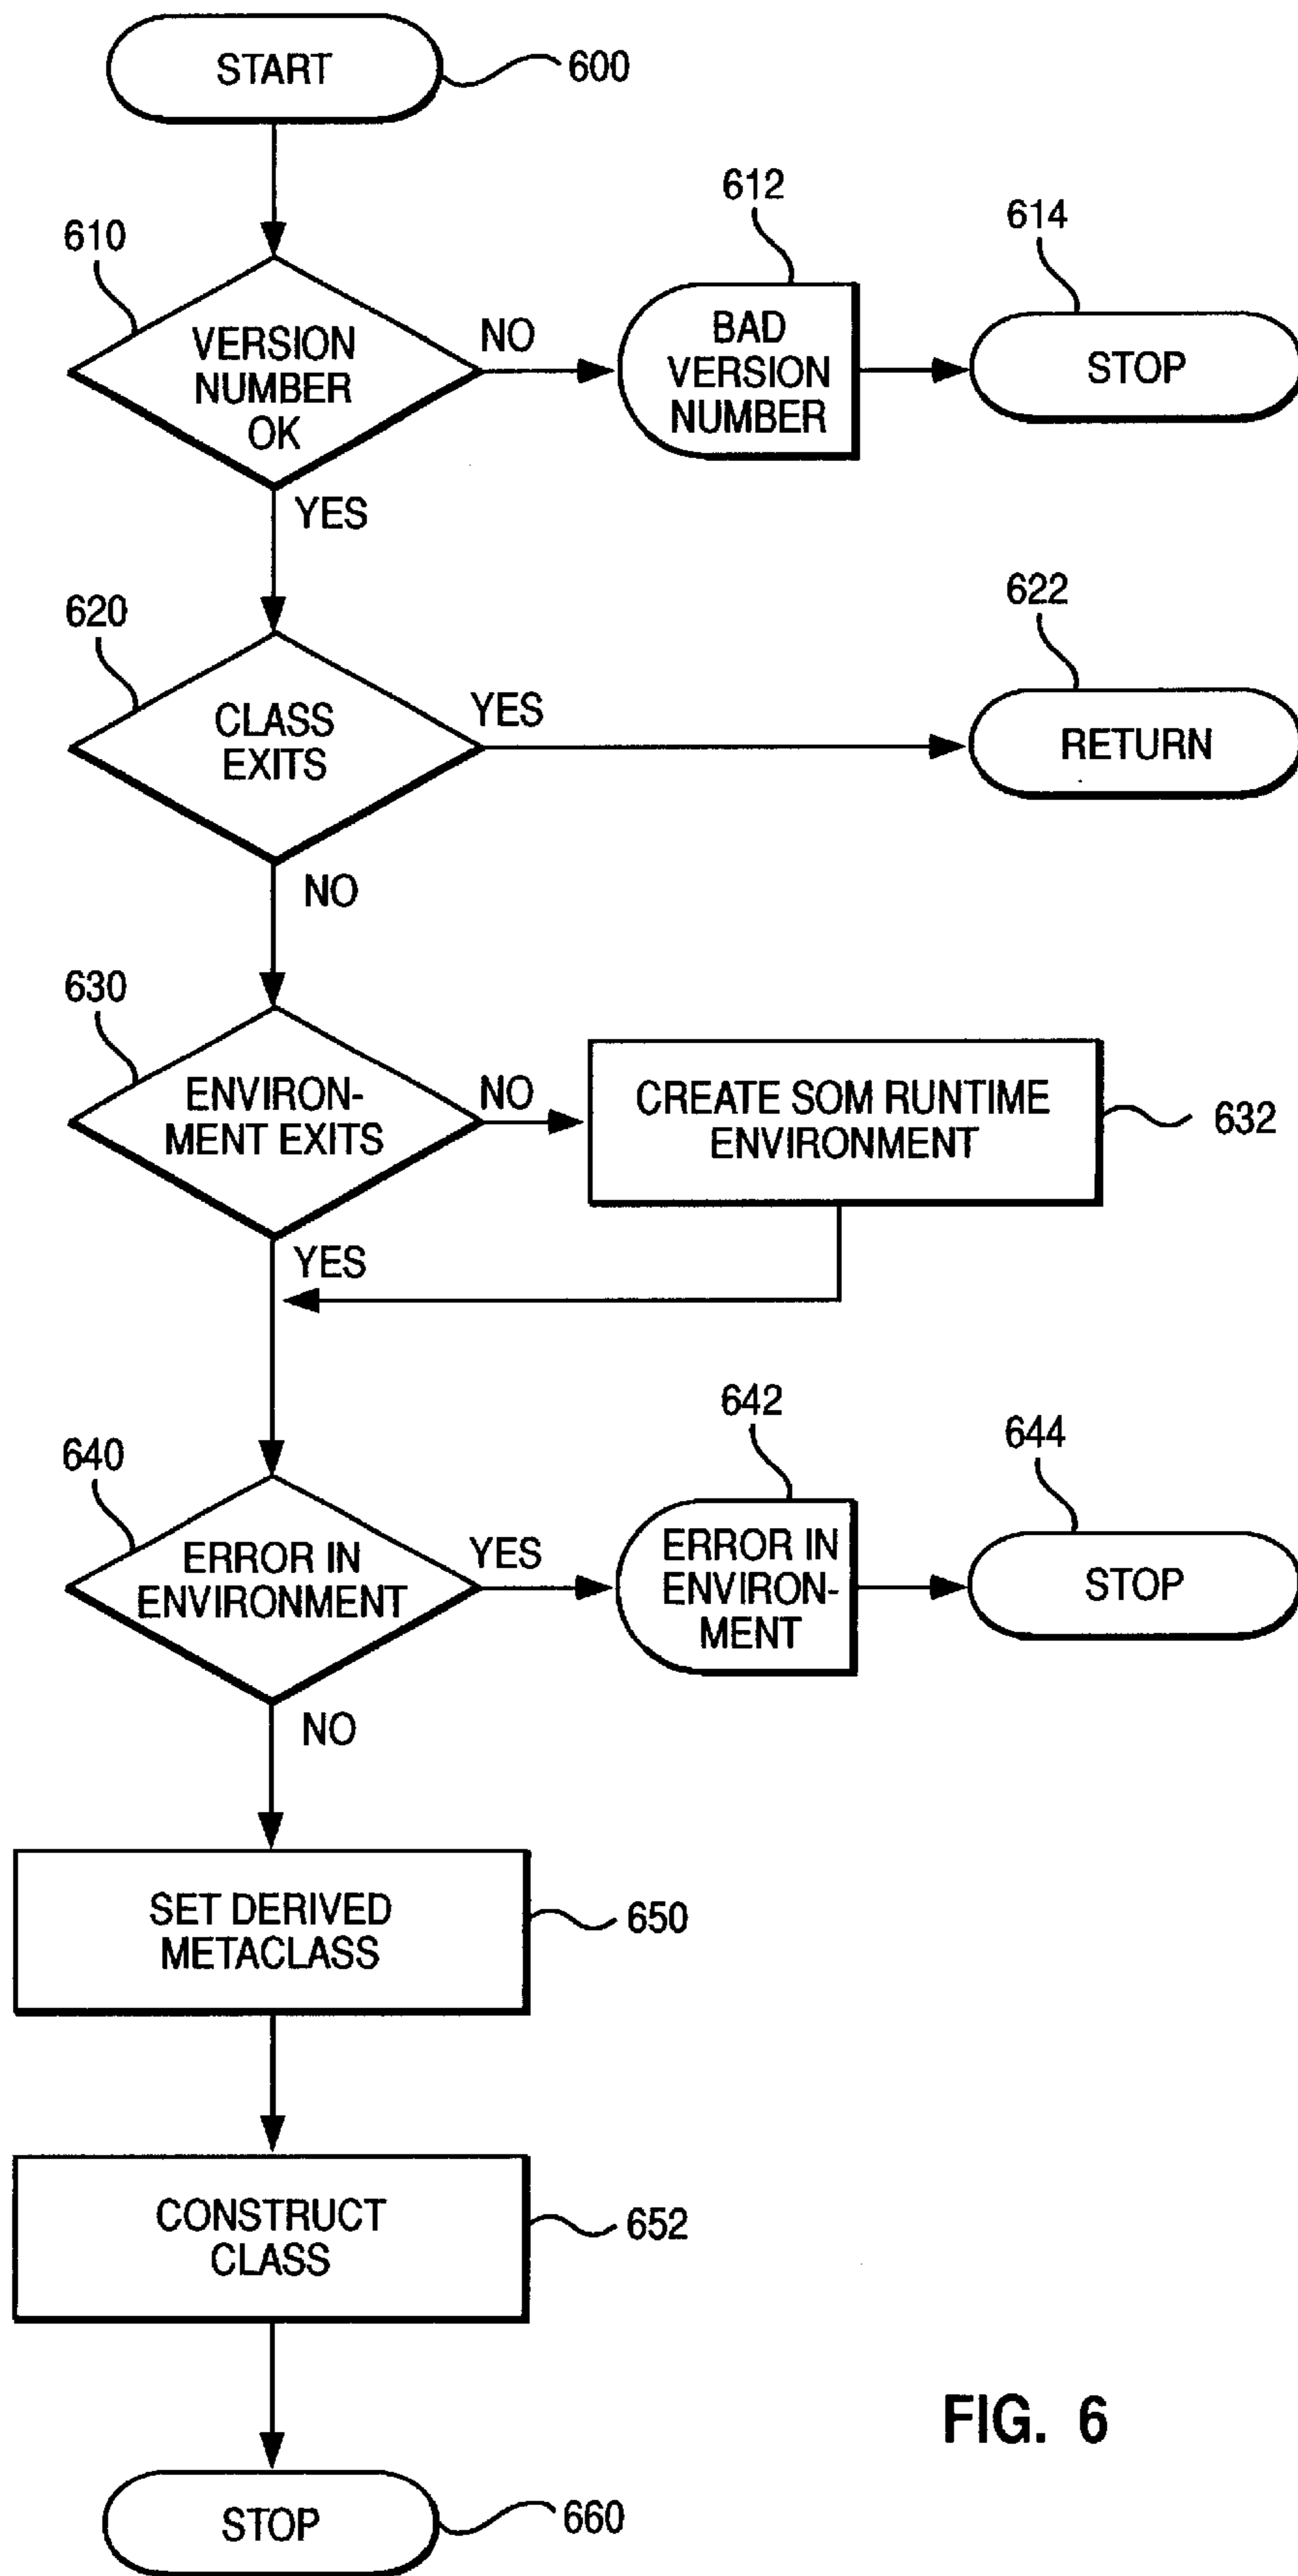 START
600
612
614
610
VERSION
NUMBER
OK
NO
BAD
VERSION
NUMBER
STOP
YES
620
622
CLASS
EXITS
YES
RETURN
NO
630
ENVIRON-
MENT EXITS
NO
CREATE SOM RUNTIME
ENVIRONMENT
632
YES
642
644
640
ERROR IN
ENVIRONMENT
YES
ERROR IN
ENVIRON-
MENT
STOP
NO
SET DERIVED
METACLASS
650
CONSTRUCT
CLASS
652
FIG. 6
STOP
660